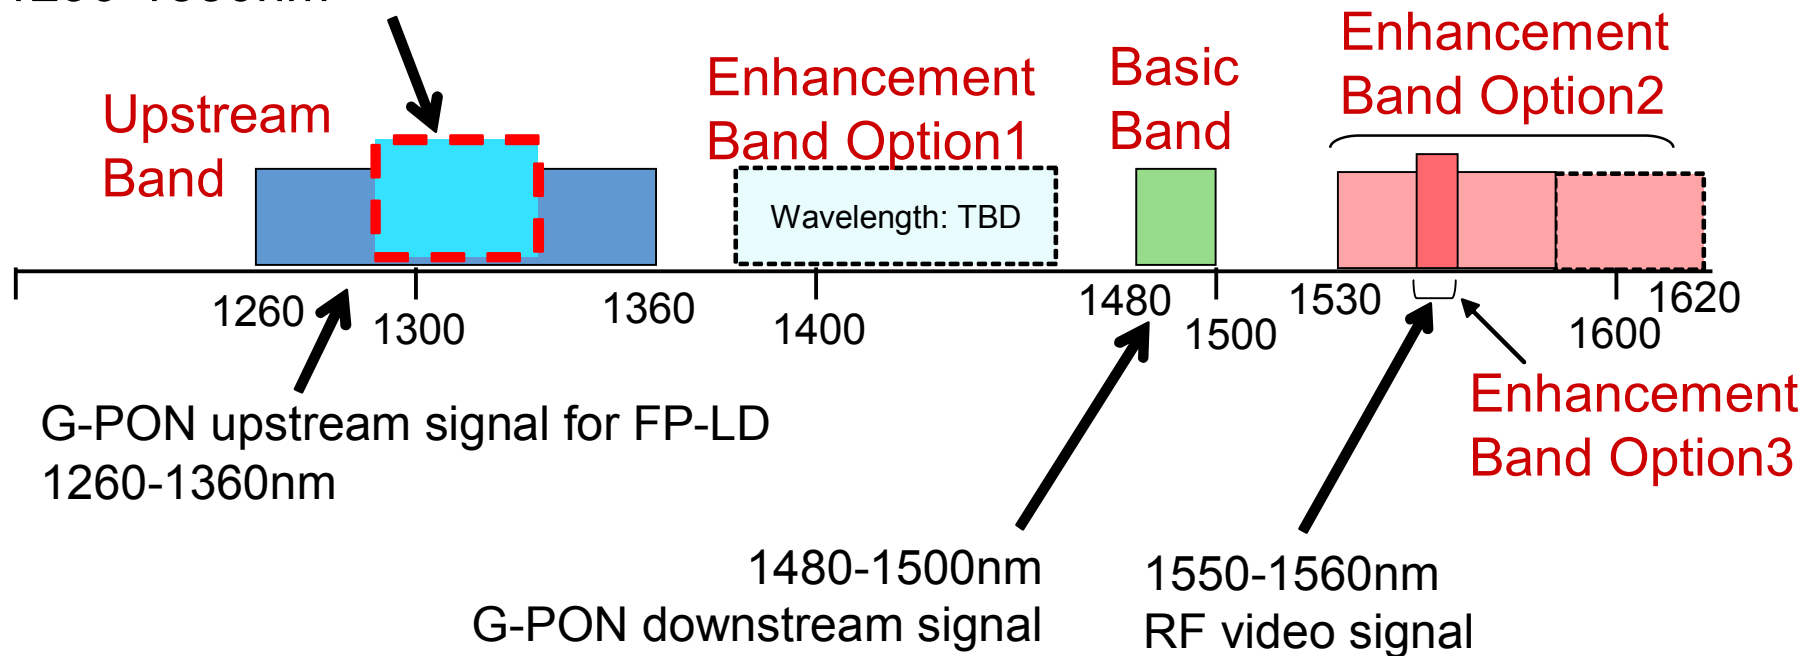 Enhancement
Band Option2
Basic
Band
Enhancement
Band Option1
Upstream
Band
Wavelength: TBD
1260
1300
1360
1400
1480
1500
1530
1600
1620
G-PON upstream signal for FP-LD
1260-1360nm
Enhancement
Band Option3
1480-1500nm
G-PON downstream signal
1550-1560nm
RF video signal